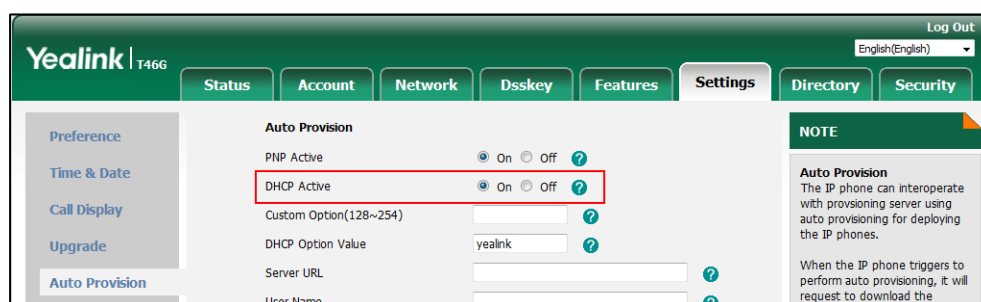 Log Out
Yealink T46G
English(English)
Status Account Network Dsskey Features Settings Directory Security
Preference
Time & Date
Call Display
Upgrade
Auto Provision
Auto Provision
PNP Active On Off ?
DHCP Active On Off ?
Custom Option(128~254) ?
DHCP Option Value yealink ?
Server URL ?
User Name
NOTE
Auto Provision
The IP phone can interoperate
with provsioning server using
auto provisioning for deploying
the IP phones.
When the IP phone triggers to
perform auto provisioning, it will
request to download the